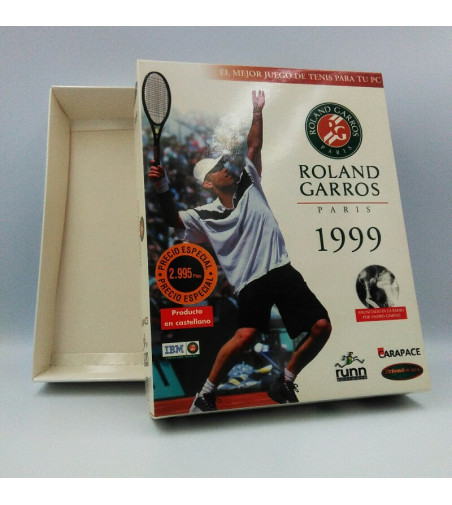 EL MEJOR JUEGO DE TENIS PARA TU PC
ROLAND GARROS
PARIS
ROLAND
GARROS
PARIS
1999
PRECIO ESPECIAL
2.995 Ptas
PRECIO ESPECIAL
Producto
en castellano
IBM
runn
CARAPACE